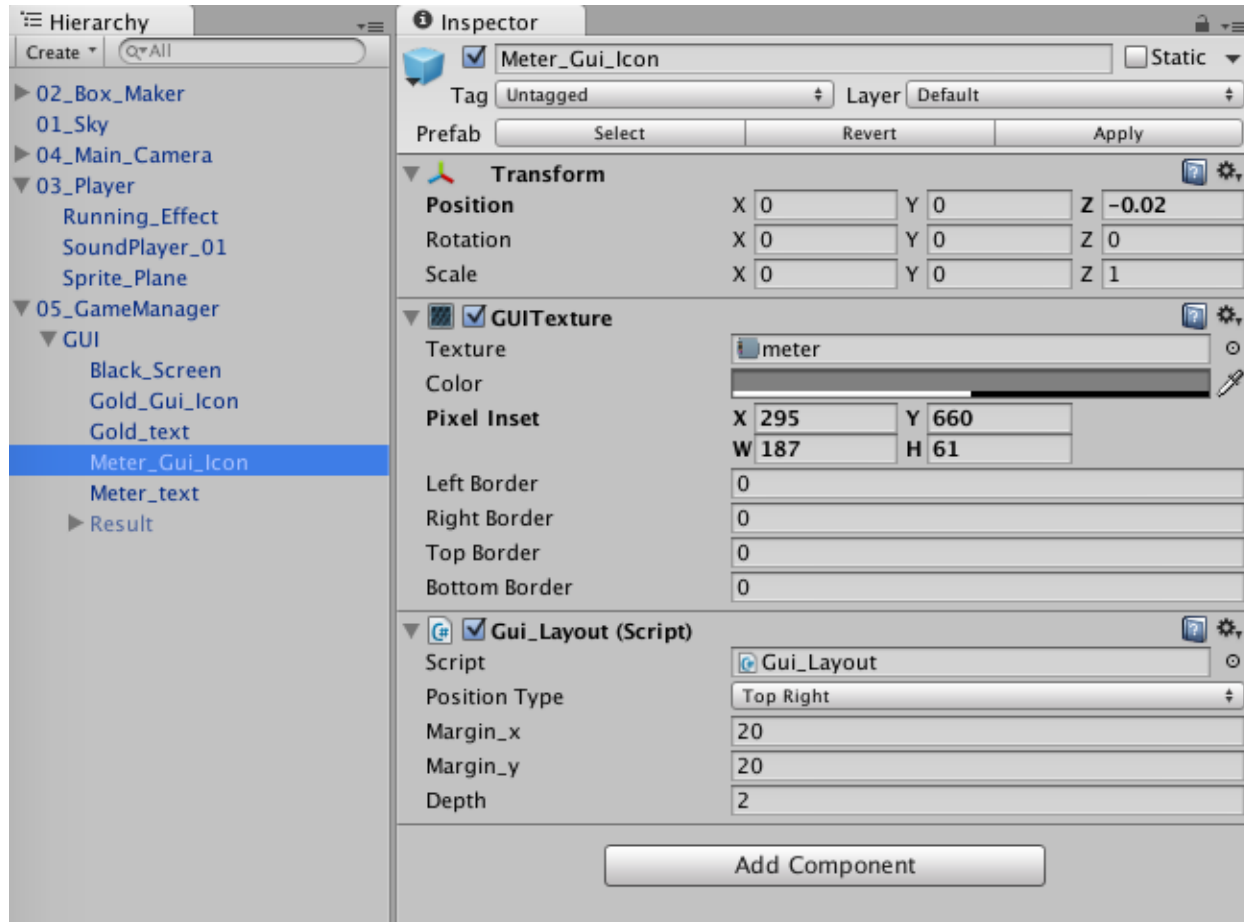 Hierarchy
Create All
02_Box_Maker
01_Sky
04_Main_Camera
03_Player
Running_Effect
SoundPlayer_01
Sprite_Plane
05_GameManager
GUI
Black_Screen
Gold_Gui_Icon
Gold_text
Meter_Gui_Icon
Meter_text
Result
Inspector
Meter_Gui_Icon Static
Tag Untagged Layer Default
Prefab Select Revert Apply
Transform
Position X 0 Y 0 Z -0.02
Rotation X 0 Y 0 Z 0
Scale X 0 Y 0 Z 1
GUITexture
Texture meter
Color
Pixel Inset X 295 Y 660
W 187 H 61
Left Border 0
Right Border 0
Top Border 0
Bottom Border 0
C# Gui_Layout (Script)
Script Gui_Layout
Position Type Top Right
Margin_x 20
Margin_y 20
Depth 2
Add Component